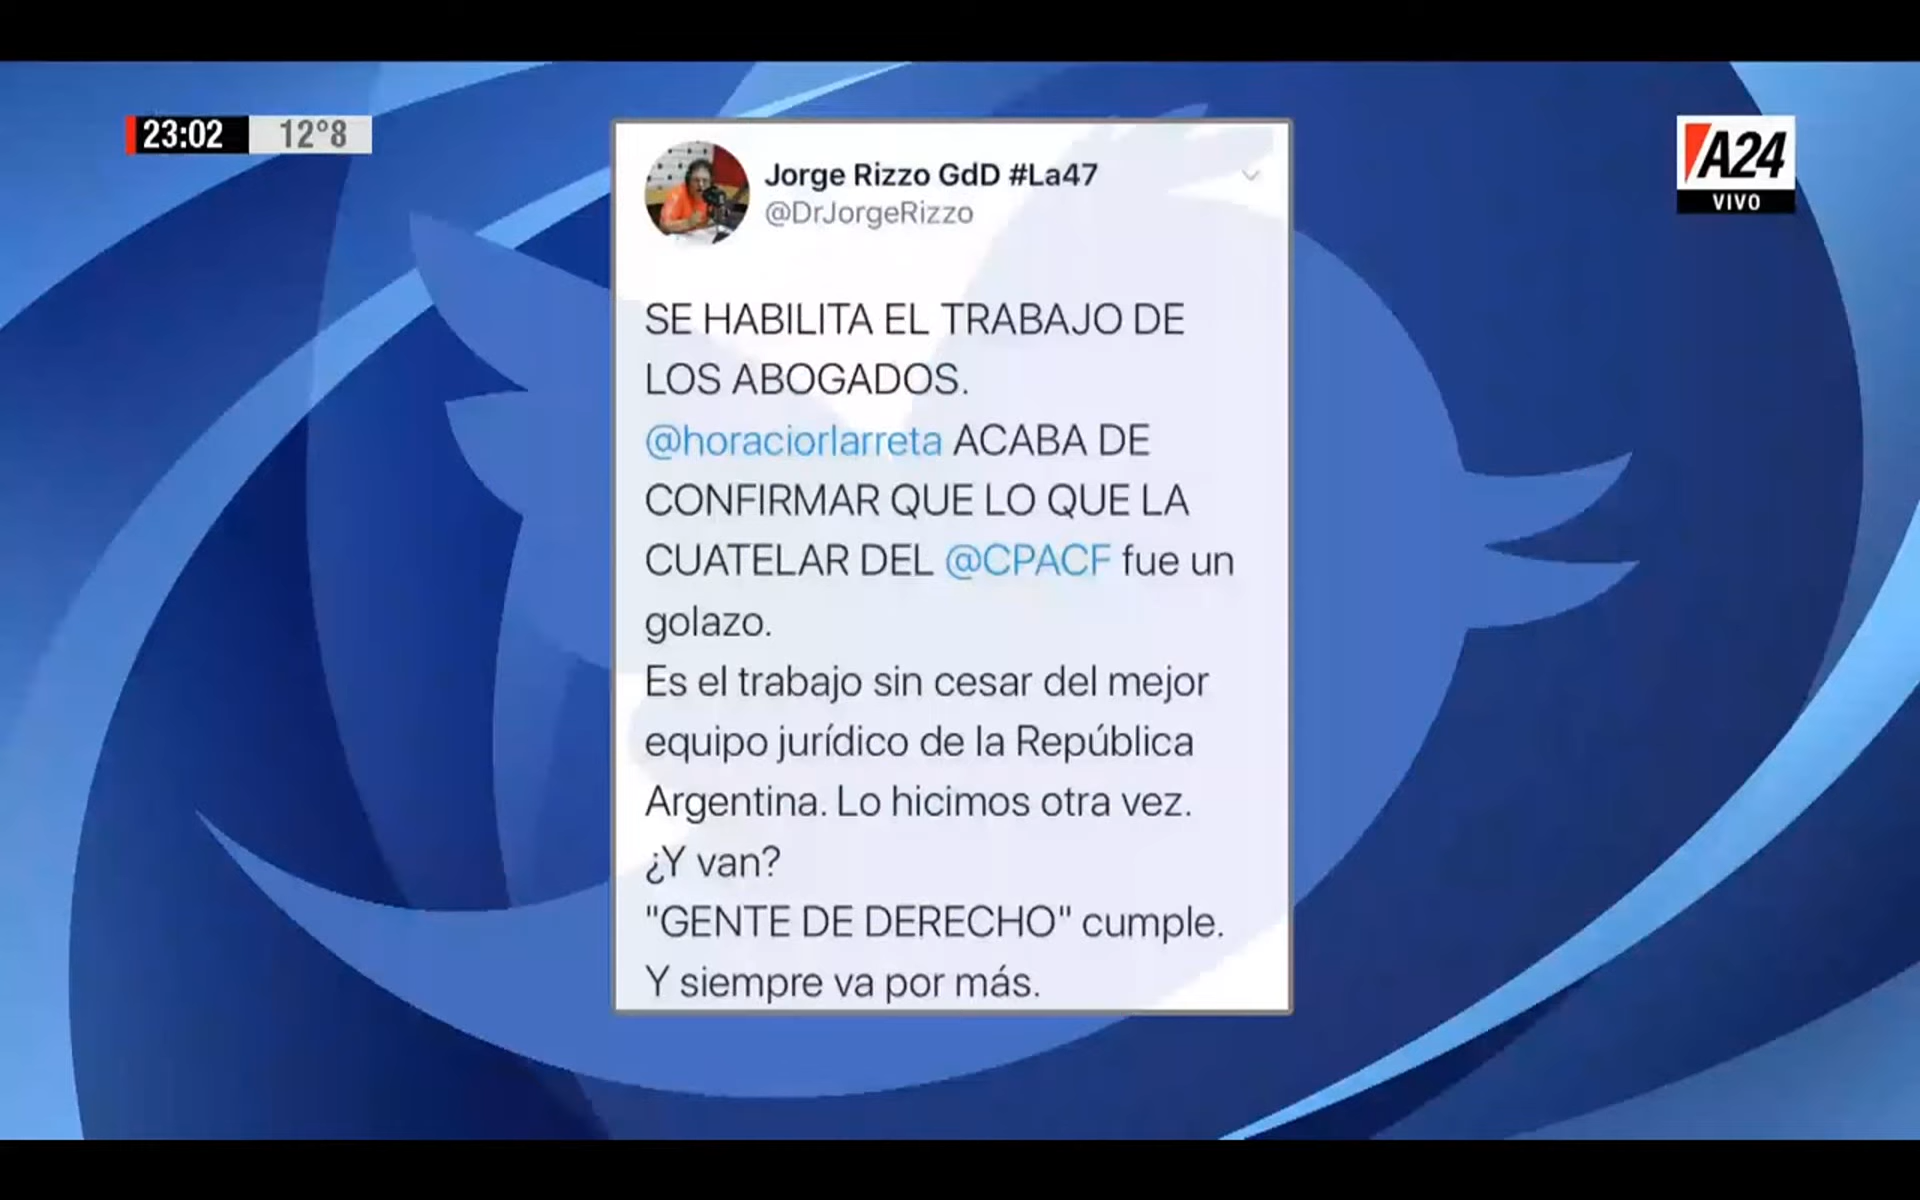 23:02 12°8
A24
VIVO
Jorge Rizzo GdD #La47
@DrJorgeRizzo
SE HABILITA EL TRABAJO DE
LOS ABOGADOS.
@horaciorlarreta ACABA DE
CONFIRMAR QUE LO QUE LA
CUATELAR DEL @CPACF fue un
golazo.
Es el trabajo sin cesar del mejor
equipo jurídico de la República
Argentina. Lo hicimos otra vez.
¿Y van?
"GENTE DE DERECHO" cumple.
Y siempre va por más.